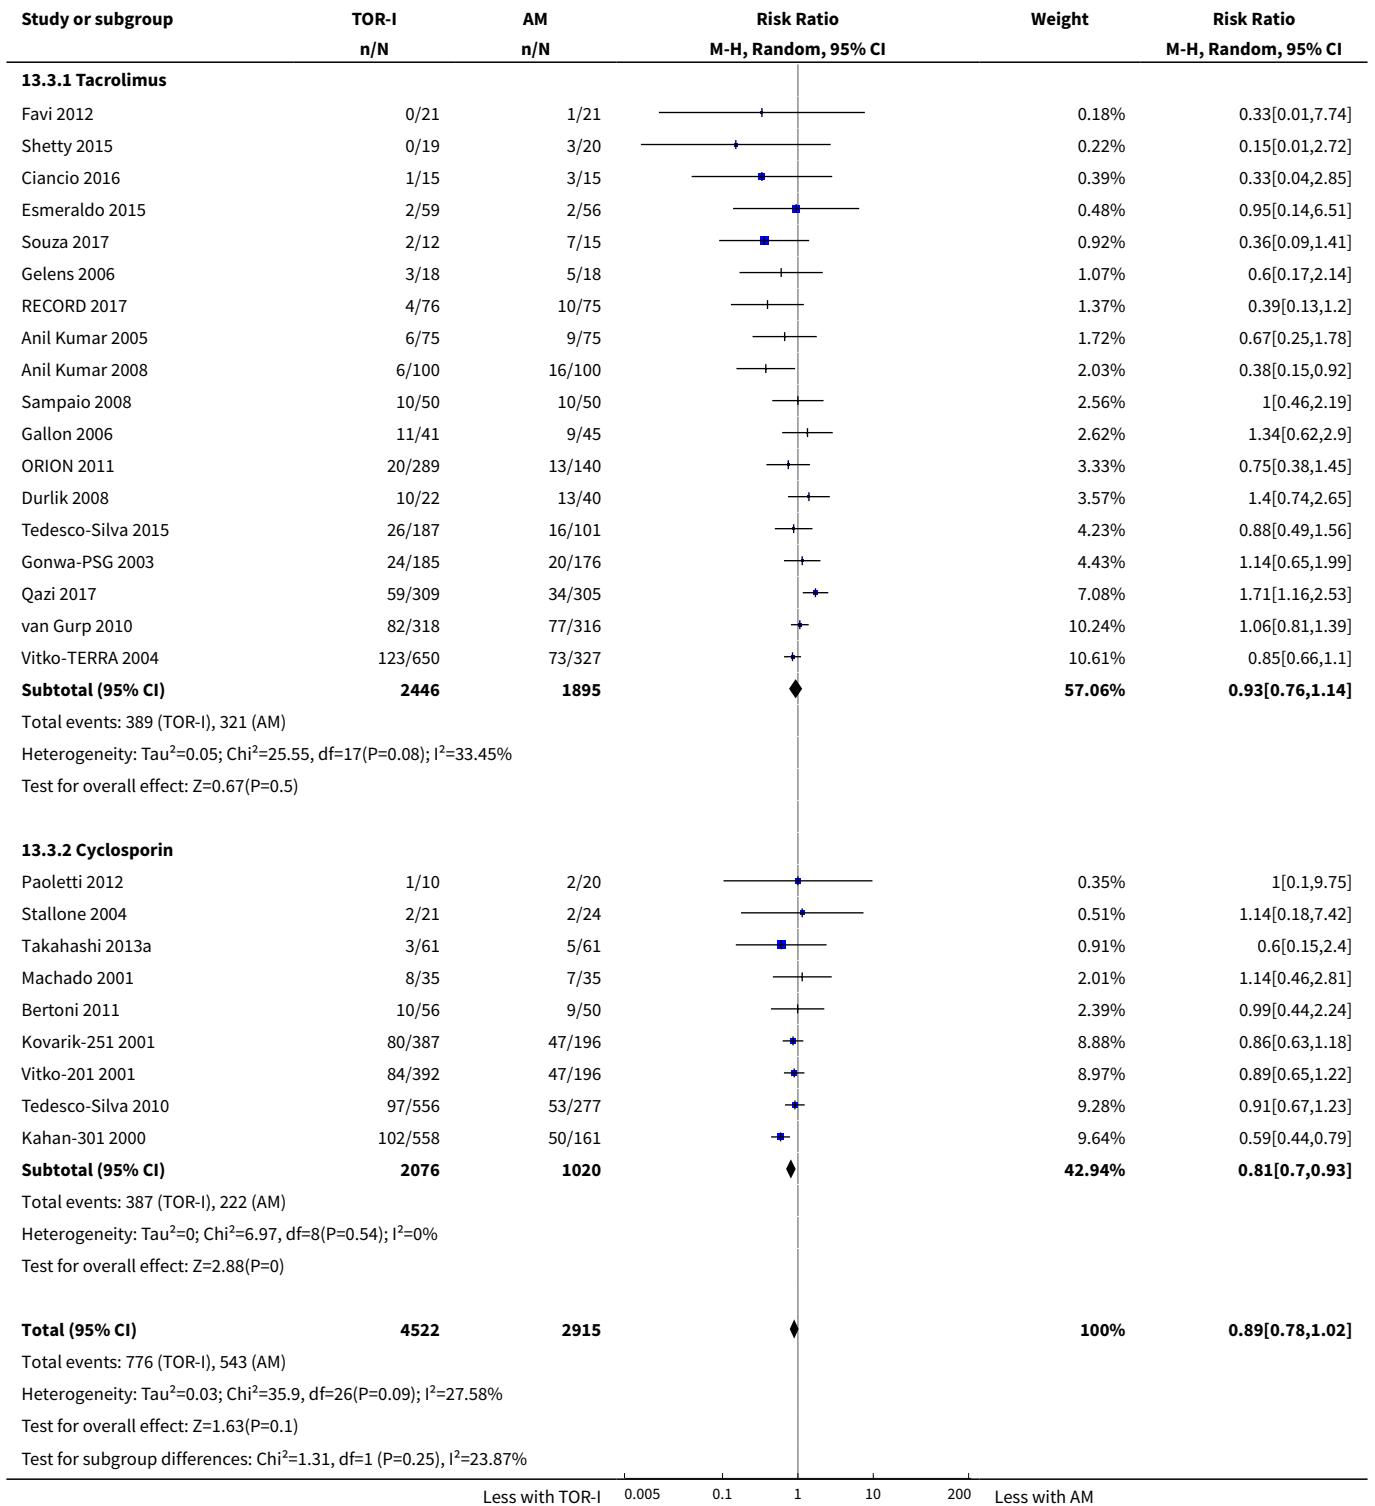 Study or subgroup TOR-I AM Risk Ratio Weight Risk Ratio
n/N n/N M-H, Random, 95% CI M-H, Random, 95% CI
13.3.1 Tacrolimus
Favi 2012 0/21 1/21 0.18% 0.33[0.01,7.74]
Shetty 2015 0/19 3/20 0.22% 0.15[0.01,2.72]
Ciancio 2016 1/15 3/15 0.39% 0.33[0.04,2.85]
Esmeraldo 2015 2/59 2/56 0.48% 0.95[0.14,6.51]
Souza 2017 2/12 7/15 0.92% 0.36[0.09,1.41]
Gelens 2006 3/18 5/18 1.07% 0.6[0.17,2.14]
RECORD 2017 4/76 10/75 1.37% 0.39[0.13,1.2]
Anil Kumar 2005 6/75 9/75 1.72% 0.67[0.25,1.78]
Anil Kumar 2008 6/100 16/100 2.03% 0.38[0.15,0.92]
Sampaio 2008 10/50 10/50 2.56% 1[0.46,2.19]
Gallon 2006 11/41 9/45 2.62% 1.34[0.62,2.9]
ORION 2011 20/289 13/140 3.33% 0.75[0.38,1.45]
Durlik 2008 10/22 13/40 3.57% 1.4[0.74,2.65]
Tedesco-Silva 2015 26/187 16/101 4.23% 0.88[0.49,1.56]
Gonwa-PSG 2003 24/185 20/176 4.43% 1.14[0.65,1.99]
Qazi 2017 59/309 34/305 7.08% 1.71[1.16,2.53]
van Gurp 2010 82/318 77/316 10.24% 1.06[0.81,1.39]
Vitko-TERRA 2004 123/650 73/327 10.61% 0.85[0.66,1.1]
Subtotal (95% CI) 2446 1895 57.06% 0.93[0.76,1.14]
Total events: 389 (TOR-I), 321 (AM)
Heterogeneity: Tau²=0.05; Chi²=25.55, df=17(P=0.08); I²=33.45%
Test for overall effect: Z=0.67(P=0.5)
13.3.2 Cyclosporin
Paoletti 2012 1/10 2/20 0.35% 1[0.1,9.75]
Stallone 2004 2/21 2/24 0.51% 1.14[0.18,7.42]
Takahashi 2013a 3/61 5/61 0.91% 0.6[0.15,2.4]
Machado 2001 8/35 7/35 2.01% 1.14[0.46,2.81]
Bertoni 2011 10/56 9/50 2.39% 0.99[0.44,2.24]
Kovarik-251 2001 80/387 47/196 8.88% 0.86[0.63,1.18]
Vitko-201 2001 84/392 47/196 8.97% 0.89[0.65,1.22]
Tedesco-Silva 2010 97/556 53/277 9.28% 0.91[0.67,1.23]
Kahan-301 2000 102/558 50/161 9.64% 0.59[0.44,0.79]
Subtotal (95% CI) 2076 1020 42.94% 0.81[0.7,0.93]
Total events: 387 (TOR-I), 222 (AM)
Heterogeneity: Tau²=0; Chi²=6.97, df=8(P=0.54); I²=0%
Test for overall effect: Z=2.88(P=0)
Total (95% CI) 4522 2915 100% 0.89[0.78,1.02]
Total events: 776 (TOR-I), 543 (AM)
Heterogeneity: Tau²=0.03; Chi²=35.9, df=26(P=0.09); I²=27.58%
Test for overall effect: Z=1.63(P=0.1)
Test for subgroup differences: Chi²=1.31, df=1 (P=0.25), I²=23.87%
Less with TOR-I 0.005 0.1 1 10 200 Less with AM